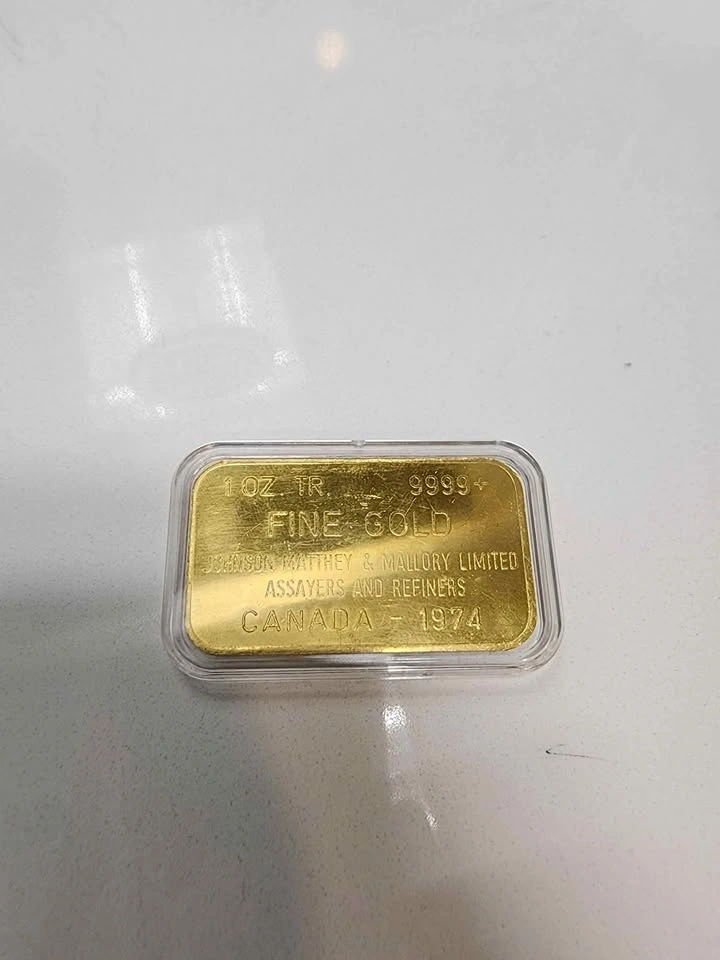 1 OZ TR. 9999+
FINE GOLD
JOHNSON MATTHEY & MALLORY LIMITED
ASSAYERS AND REFINERS
CANADA - 1974